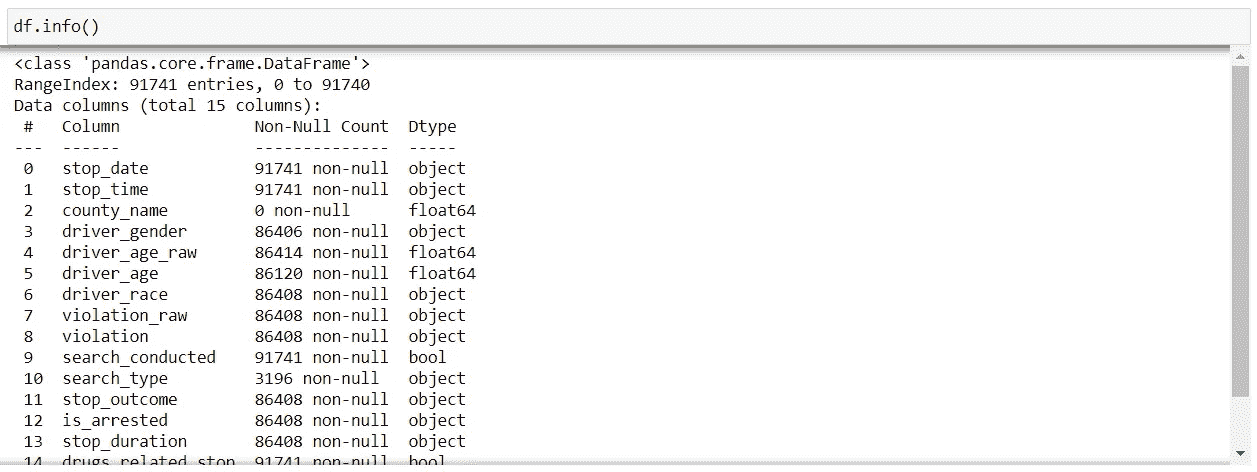 df.info()
<class 'pandas.core.frame.DataFrame'>
RangeIndex: 91741 entries, 0 to 91740
Data columns (total 15 columns):
 #   Column              Non-Null Count  Dtype
---  ------              --------------  -----
 0   stop_date           91741 non-null  object
 1   stop_time           91741 non-null  object
 2   county_name         0 non-null      float64
 3   driver_gender       86406 non-null  object
 4   driver_age_raw      86414 non-null  float64
 5   driver_age          86120 non-null  float64
 6   driver_race         86408 non-null  object
 7   violation_raw       86408 non-null  object
 8   violation           86408 non-null  object
 9   search_conducted    91741 non-null  bool
 10  search_type         3196 non-null   object
 11  stop_outcome        86408 non-null  object
 12  is_arrested         86408 non-null  object
 13  stop_duration       86408 non-null  object
 14  drugs_related_stop  91741 non-null  bool